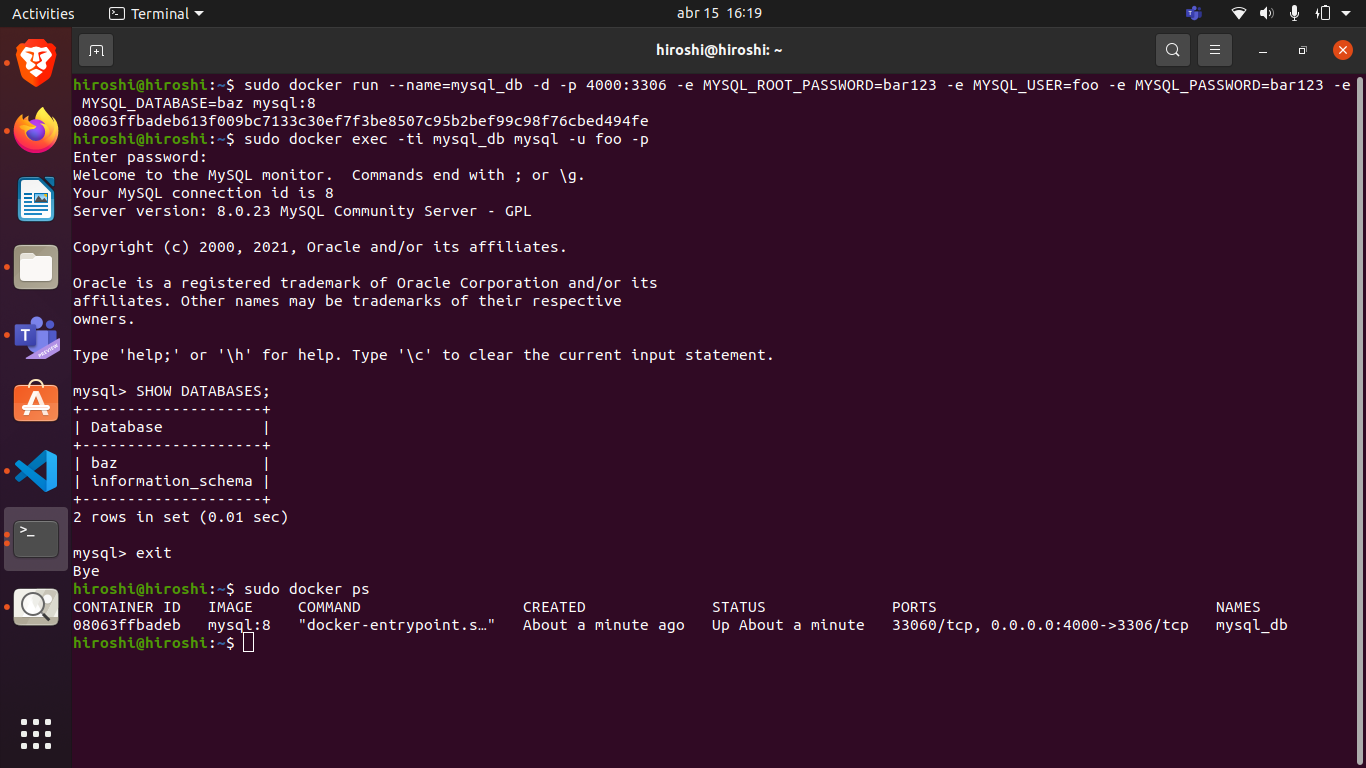 Activities
Terminal
abr 15 16:19
hiroshi@hiroshi: ~
hiroshi@hiroshi:~$ sudo docker run --name=mysql_db -d -p 4000:3306 -e MYSQL_ROOT_PASSWORD=bar123 -e MYSQL_USER=foo -e MYSQL_PASSWORD=bar123 -e
MYSQL_DATABASE=baz mysql:8
08063ffbadeb613f009bc7133c30ef7f3be8507c95b2bef99c98f76cbed494fe
hiroshi@hiroshi:~$ sudo docker exec -ti mysql_db mysql -u foo -p
Enter password:
Welcome to the MySQL monitor.  Commands end with ; or \g.
Your MySQL connection id is 8
Server version: 8.0.23 MySQL Community Server - GPL
Copyright (c) 2000, 2021, Oracle and/or its affiliates.
Oracle is a registered trademark of Oracle Corporation and/or its
affiliates. Other names may be trademarks of their respective
owners.
Type 'help;' or '\h' for help. Type '\c' to clear the current input statement.
mysql> SHOW DATABASES;
+--------------------+
| Database           |
+--------------------+
| baz                |
| information_schema |
+--------------------+
2 rows in set (0.01 sec)
mysql> exit
Bye
hiroshi@hiroshi:~$ sudo docker ps
CONTAINER ID   IMAGE     COMMAND                  CREATED              STATUS              PORTS                               NAMES
08063ffbadeb   mysql:8   "docker-entrypoint.s…"   About a minute ago   Up About a minute   33060/tcp, 0.0.0.0:4000->3306/tcp   mysql_db
hiroshi@hiroshi:~$